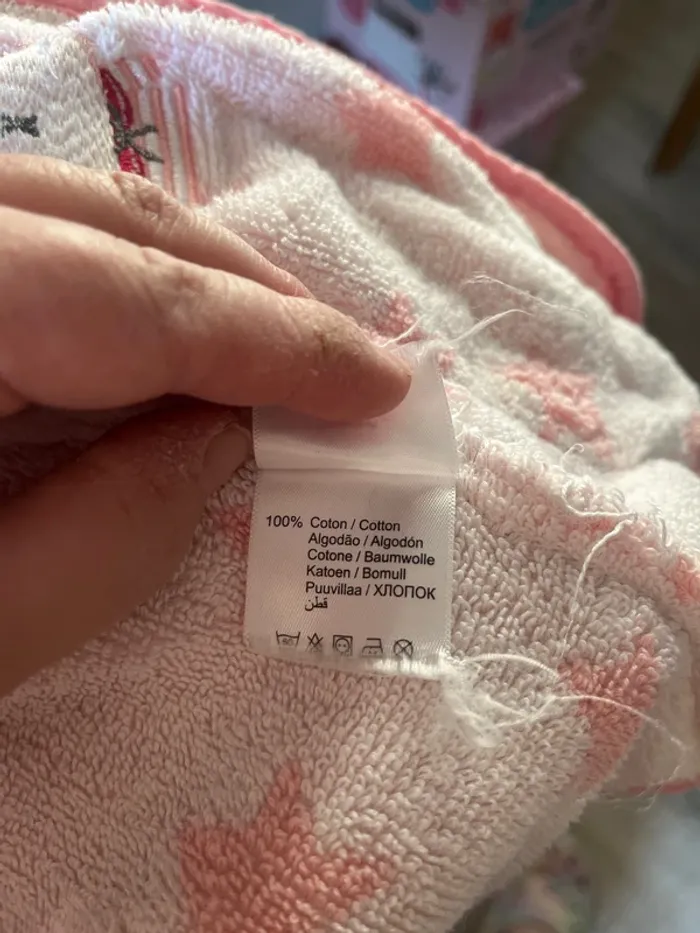 100% Coton / Cotton
Algodão / Algodón
Cotone / Baumwolle
Katoen / Bomull
Puuvillaa / ХЛОПОК
قطن